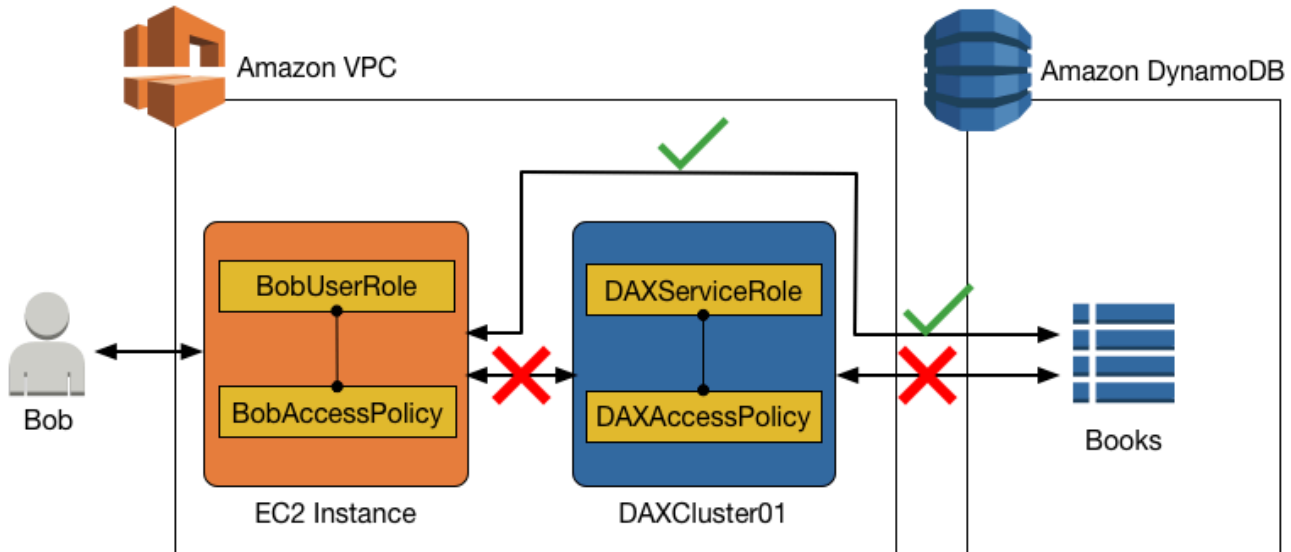 Amazon VPC
Amazon DynamoDB
BobUserRole
DAXServiceRole
BobAccessPolicy
DAXAccessPolicy
Bob
Books
EC2 Instance
DAXCluster01